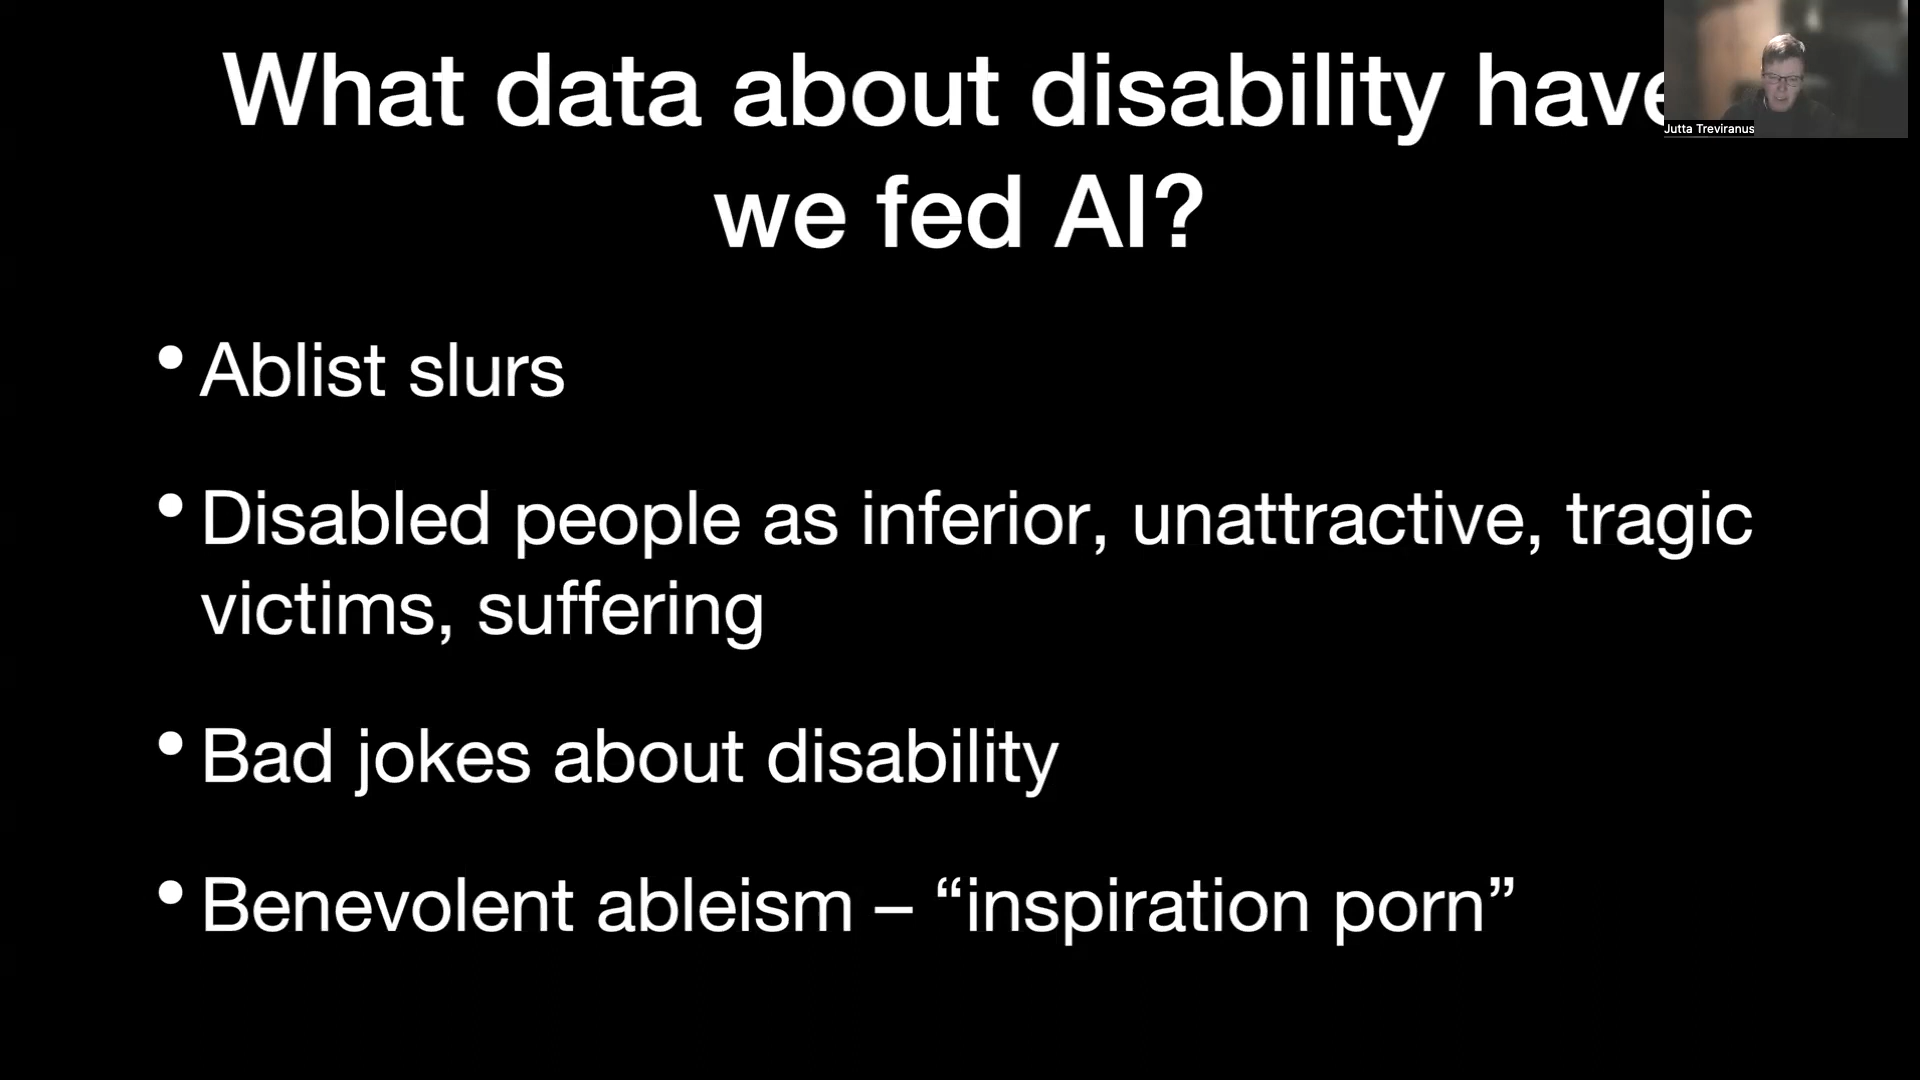 What data about disability have
we fed AI?
Jutta Treviranus
• Ablist slurs
• Disabled people as inferior, unattractive, tragic
victims, suffering
• Bad jokes about disability
• Benevolent ableism – “inspiration porn”